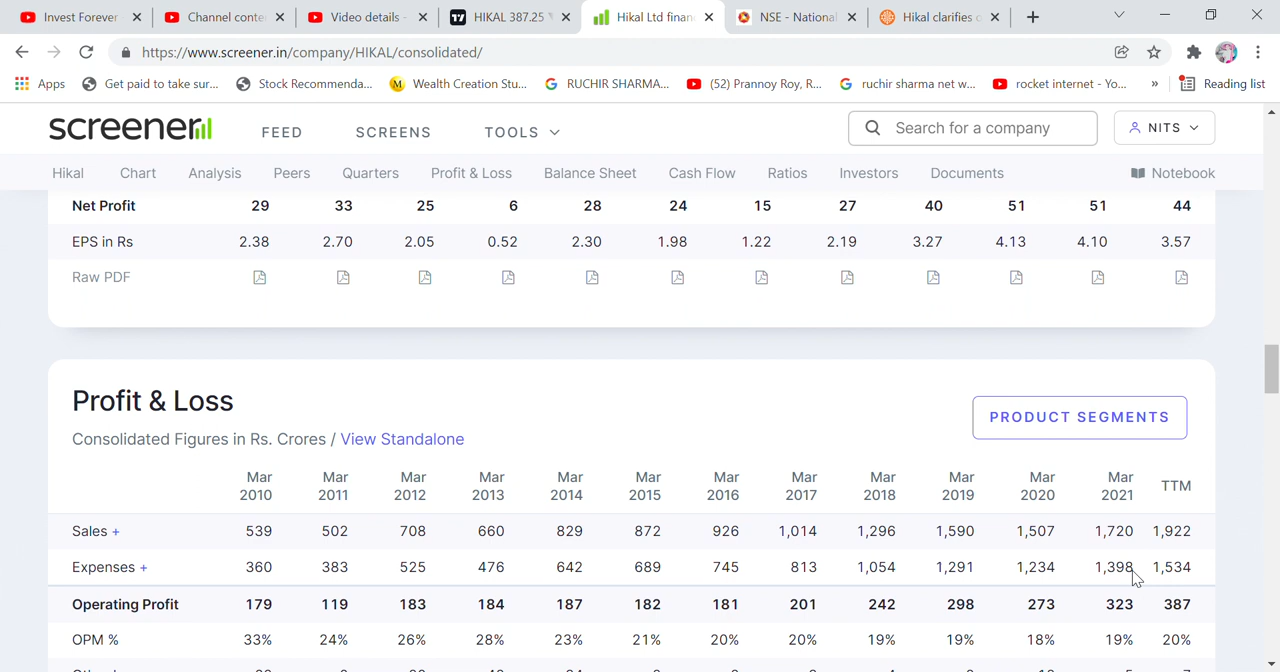 Invest Forever Channel conte Video details - HIKAL 387.25 Hikal Ltd finan NSE - National Hikal clarifies o
https://www.screener.in/company/HIKAL/consolidated/
Apps Get paid to take sur... Stock Recommenda... Wealth Creation Stu... RUCHIR SHARMA... (52) Prannoy Roy, R... ruchir sharma net w... rocket internet - Yo... » Reading list
screener FEED SCREENS TOOLS Search for a company NITS
Hikal Chart Analysis Peers Quarters Profit & Loss Balance Sheet Cash Flow Ratios Investors Documents Notebook
Net Profit 29 33 25 6 28 24 15 27 40 51 51 44
EPS in Rs 2.38 2.70 2.05 0.52 2.30 1.98 1.22 2.19 3.27 4.13 4.10 3.57
Raw PDF
Profit & Loss
PRODUCT SEGMENTS
Consolidated Figures in Rs. Crores / View Standalone
Mar Mar Mar Mar Mar Mar Mar Mar Mar Mar Mar Mar
2010 2011 2012 2013 2014 2015 2016 2017 2018 2019 2020 2021 TTM
Sales + 539 502 708 660 829 872 926 1,014 1,296 1,590 1,507 1,720 1,922
Expenses + 360 383 525 476 642 689 745 813 1,054 1,291 1,234 1,398 1,534
Operating Profit 179 119 183 184 187 182 181 201 242 298 273 323 387
OPM % 33% 24% 26% 28% 23% 21% 20% 20% 19% 19% 18% 19% 20%